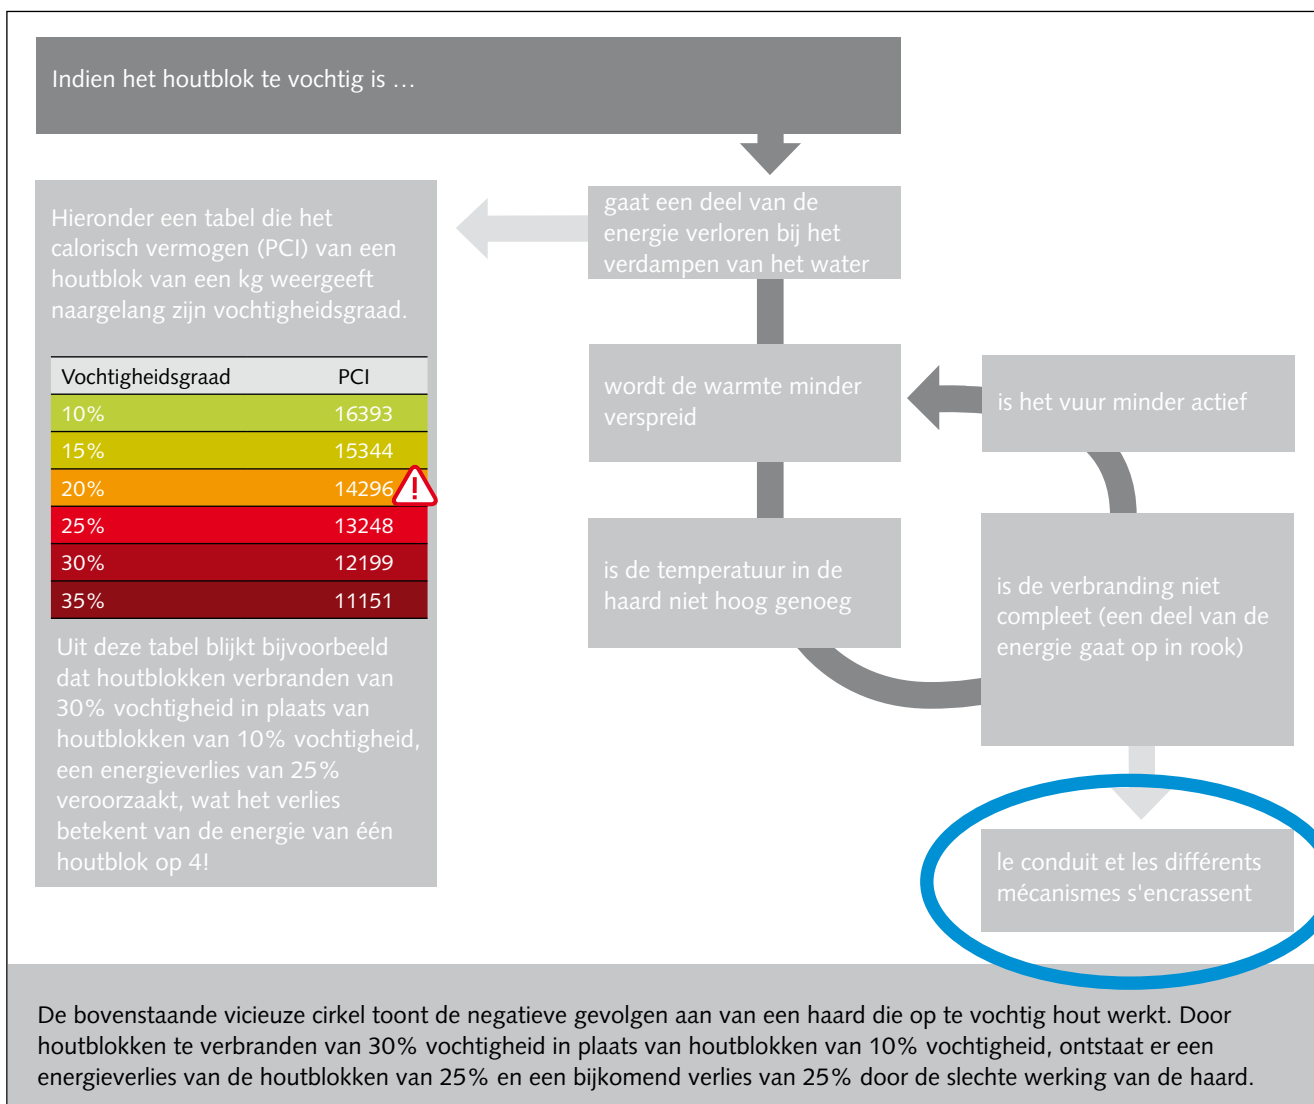 Indien het houtblok te vochtig is …
gaat een deel van de
energie verloren bij het
verdampen van het water
Hieronder een tabel die het
calorisch vermogen (PCI) van een
houtblok van een kg weergeeft
naargelang zijn vochtigheidsgraad.
Vochtigheidsgraad PCI
10% 16393
15% 15344
20% 14296
25% 13248
30% 12199
35% 11151
Uit deze tabel blijkt bijvoorbeeld
dat houtblokken verbranden van
30% vochtigheid in plaats van
houtblokken van 10% vochtigheid,
een energieverlies van 25%
veroorzaakt, wat het verlies
betekent van de energie van één
houtblok op 4!
wordt de warmte minder
verspreid
is het vuur minder actief
is de temperatuur in de
haard niet hoog genoeg
is de verbranding niet
compleet (een deel van de
energie gaat op in rook)
le conduit et les différents
mécanismes s'encrassent
De bovenstaande vicieuze cirkel toont de negatieve gevolgen aan van een haard die op te vochtig hout werkt. Door
houtblokken te verbranden van 30% vochtigheid in plaats van houtblokken van 10% vochtigheid, ontstaat er een
energieverlies van de houtblokken van 25% en een bijkomend verlies van 25% door de slechte werking van de haard.